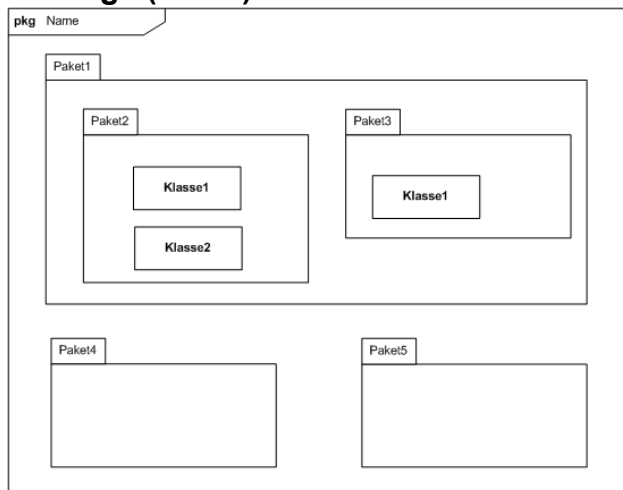 pkg Name
Paket1
Paket2
Paket3
Klasse1
Klasse1
Klasse2
Paket4
Paket5